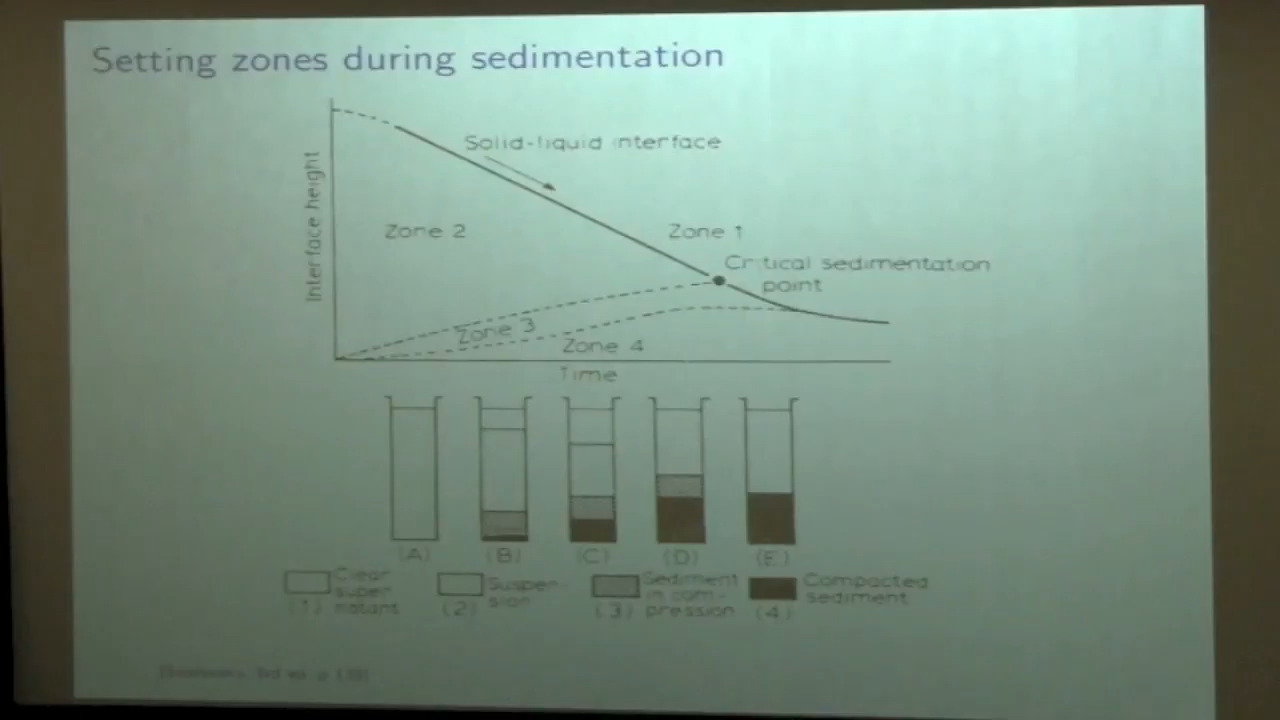 Setting zones during sedimentation
Solid-liquid interface
Interface height
Zone 2
Zone 1
Critical sedimentation
point
Zone 3
Zone 4
Time
(A) (B) (C) (D) (E)
Clear
super
natant
(1)
Suspen-
sion
(2)
Sediment
in com-
pression
(3)
Compacted
sediment
(4)